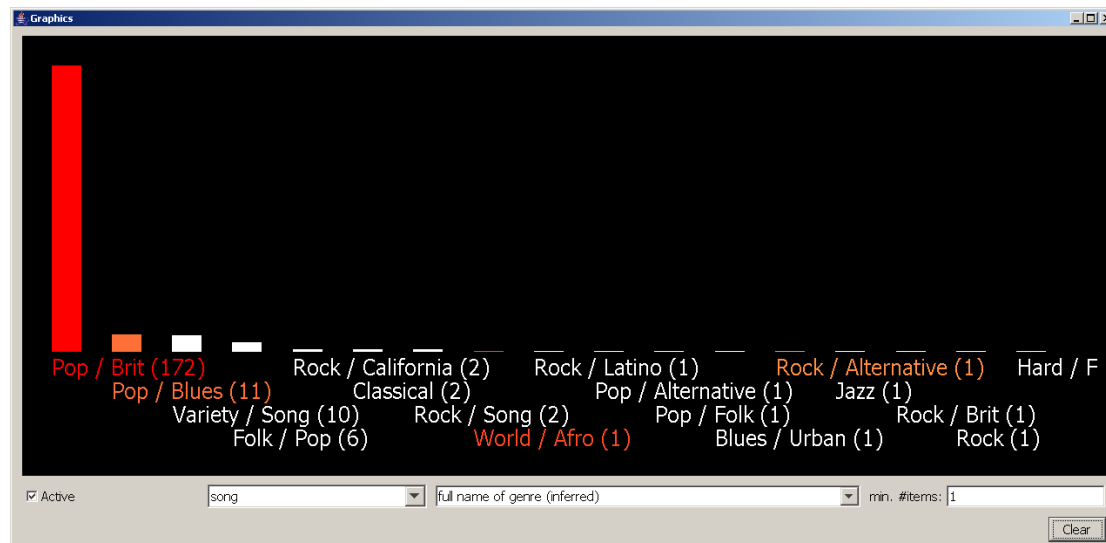 Graphics
Pop / Brit (172) Rock / California (2) Rock / Latino (1) Rock / Alternative (1) Hard / F
Pop / Blues (11) Classical (2) Pop / Alternative (1) Jazz (1)
Variety / Song (10) Rock / Song (2) Pop / Folk (1) Rock / Brit (1)
Folk / Pop (6) World / Afro (1) Blues / Urban (1) Rock (1)
Active song full name of genre (inferred) min. #items: 1
Clear